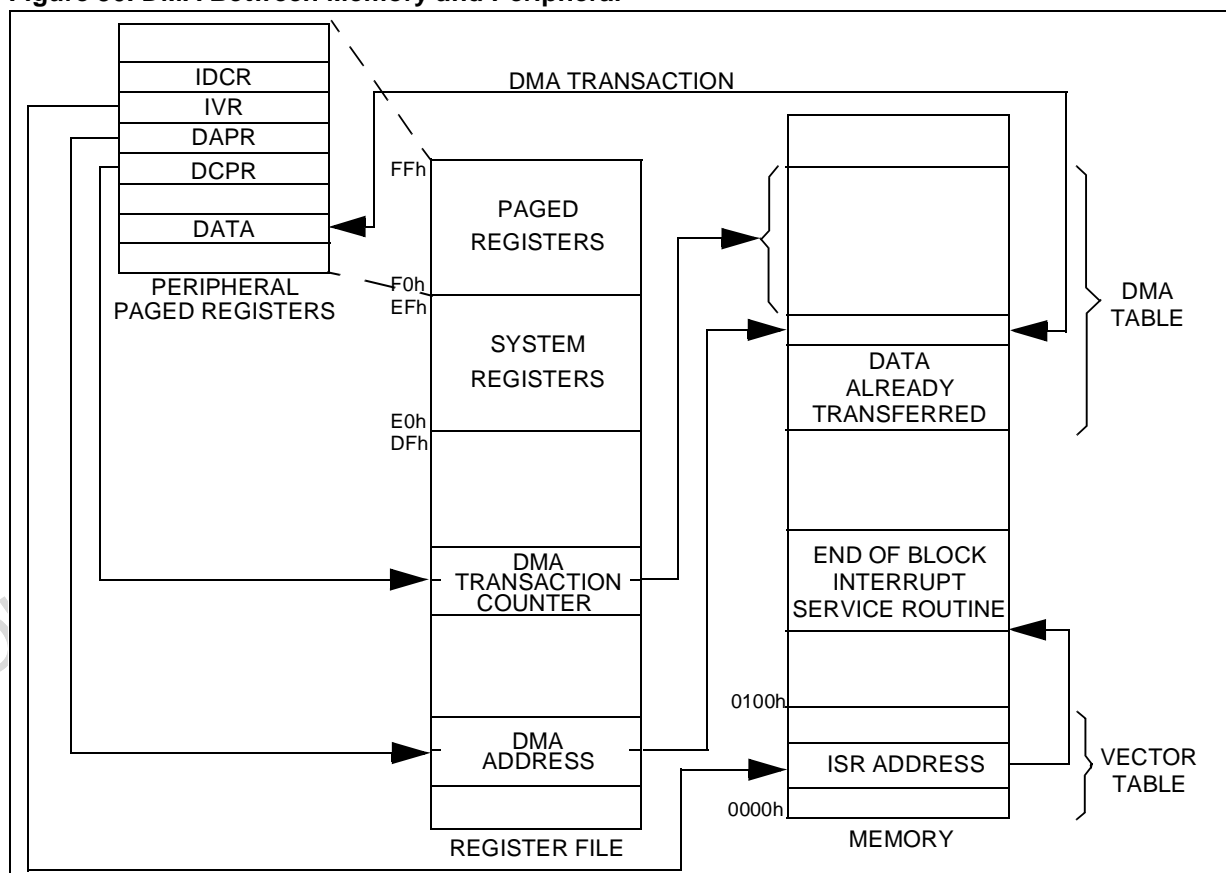 IDCR
IVR
DAPR
DCPR
DATA
PERIPHERAL
PAGED REGISTERS
DMA TRANSACTION
FFh
PAGED
REGISTERS
F0h
EFh
SYSTEM
REGISTERS
E0h
DFh
DMA
TRANSACTION
COUNTER
DMA
ADDRESS
REGISTER FILE
DMA
TABLE
DATA
ALREADY
TRANSFERRED
END OF BLOCK
INTERRUPT
SERVICE ROUTINE
0100h
ISR ADDRESS
VECTOR
TABLE
0000h
MEMORY